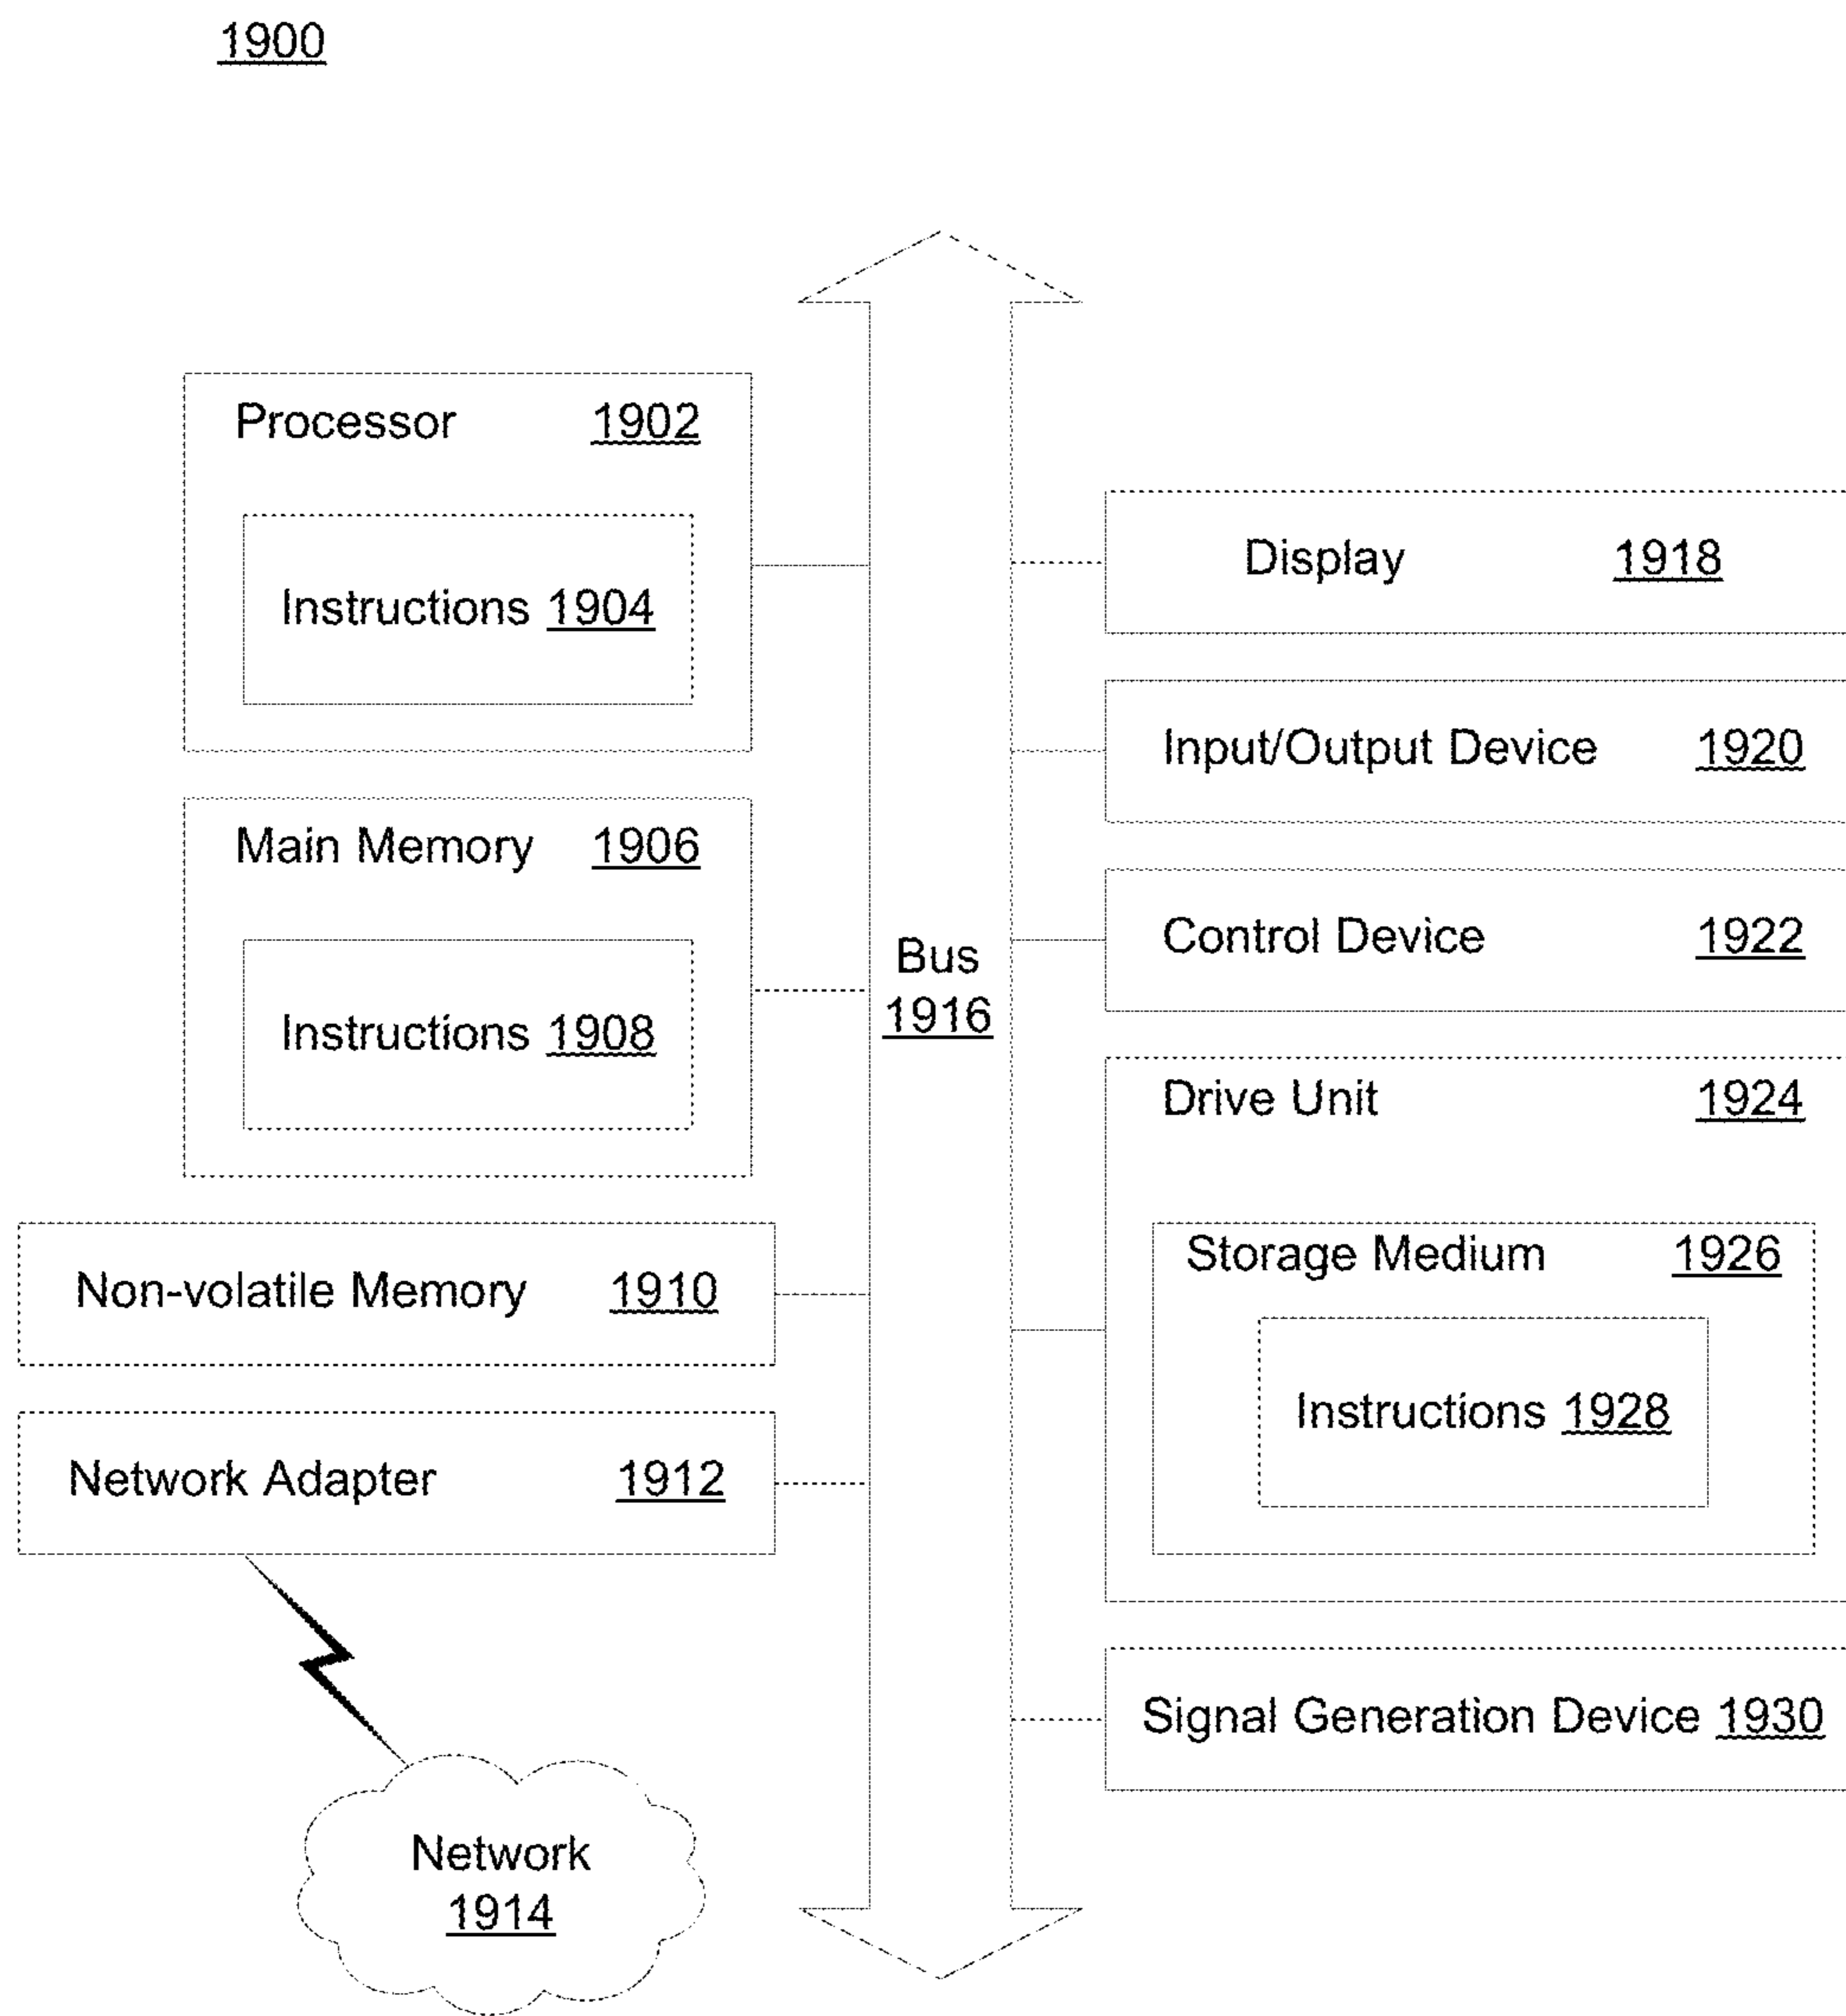 1900
Processor 1902
Instructions 1904
Main Memory 1906
Instructions 1908
Non-volatile Memory 1910
Network Adapter 1912
Network
1914
Bus
1916
Display 1918
Input/Output Device 1920
Control Device 1922
Drive Unit 1924
Storage Medium 1926
Instructions 1928
Signal Generation Device 1930